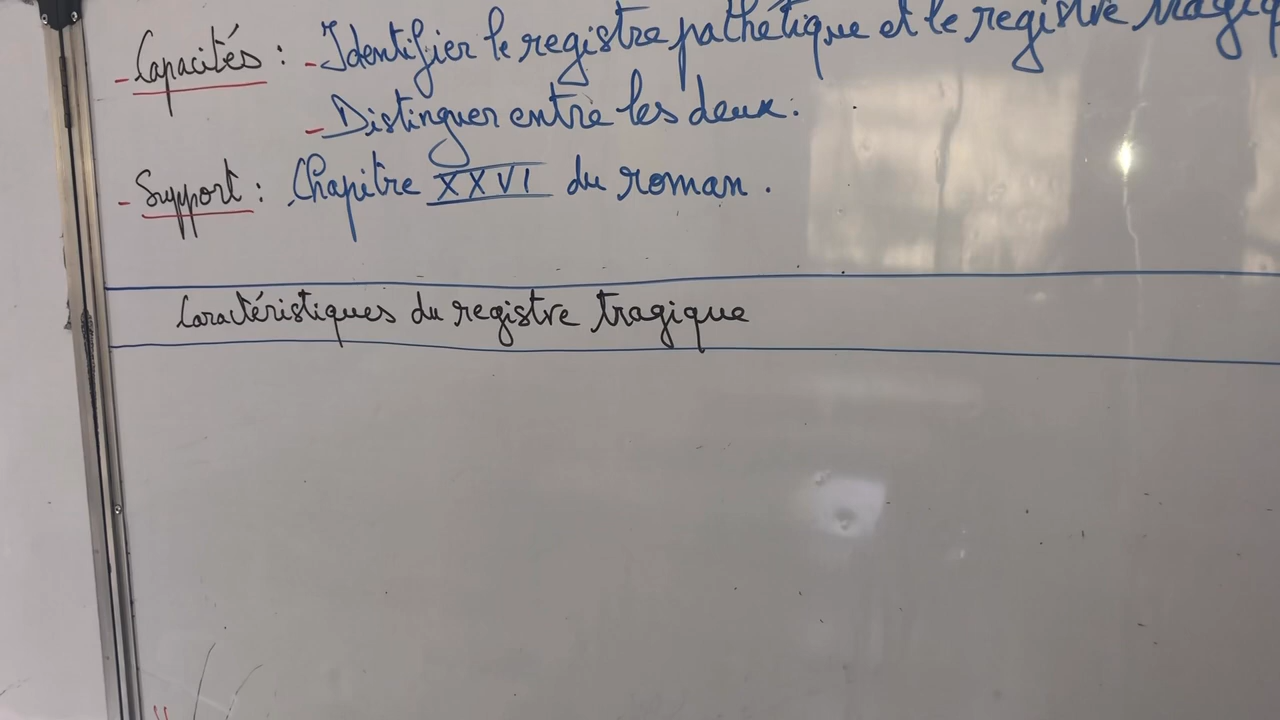 - Capacités : - Identifier le registre pathétique et le registre tragiq
- Distinguer entre les deux.
- Support : Chapitre XXVI du roman.
Caractéristiques du registre tragique